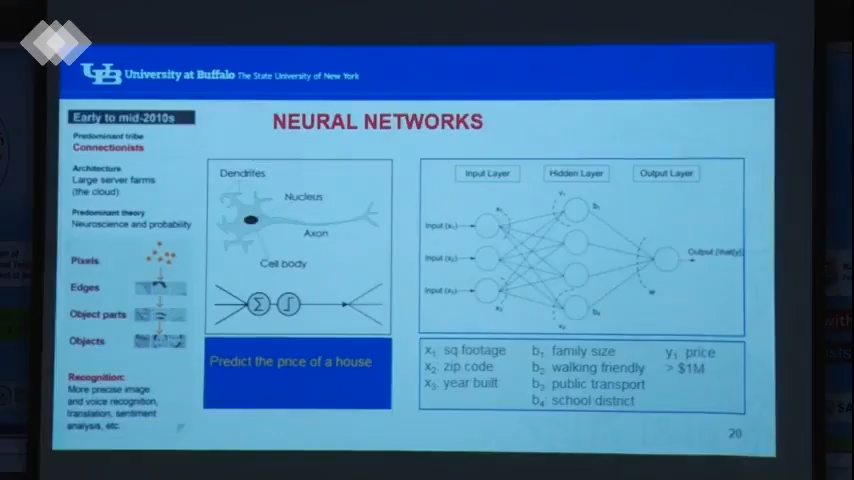 UB University at Buffalo The State University of New York
Early to mid-2010s
NEURAL NETWORKS
Predominant tribe
Connectionists
Architecture
Large server farms
(the cloud)
Predominant theory
Neuroscience and probability
Pixels
Edges
Object parts
Objects
Recognition:
More precise image
and voice recognition,
translation, sentiment
analysis, etc.
Dendrites
Nucleus
Axon
Cell body
Σ
Predict the price of a house
Input Layer
Hidden Layer
Output Layer
Input (x₁)
Input (x₂)
Input (x₃)
b₁
b₄
w
x₁ sq footage
x₂ zip code
x₃ year built
b₁ family size
b₂ walking friendly
b₃ public transport
b₄ school district
y₁ price
> $1M
20
with